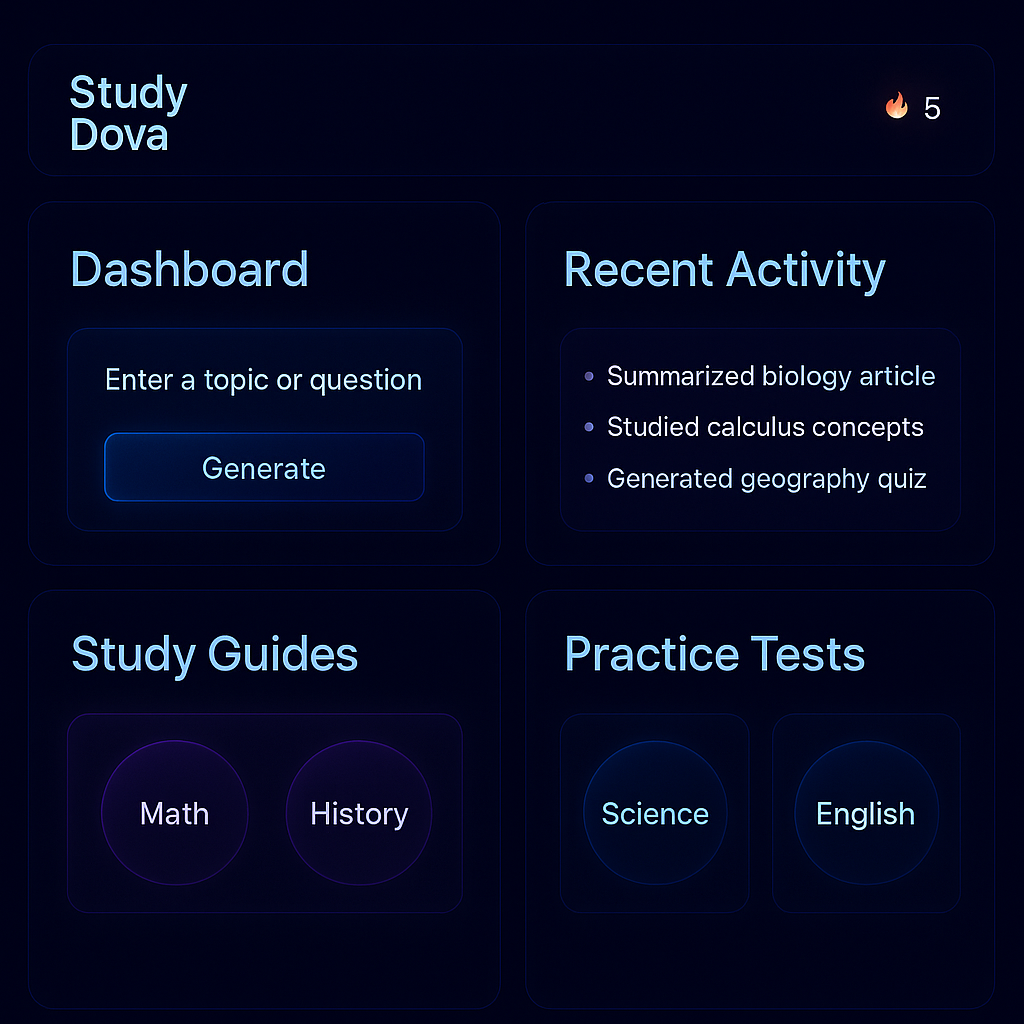 Study
Dova
🔥 5
Dashboard
Enter a topic or question
Generate
Recent Activity
• Summarized biology article
• Studied calculus concepts
• Generated geography quiz
Study Guides
Math
History
Practice Tests
Science
English